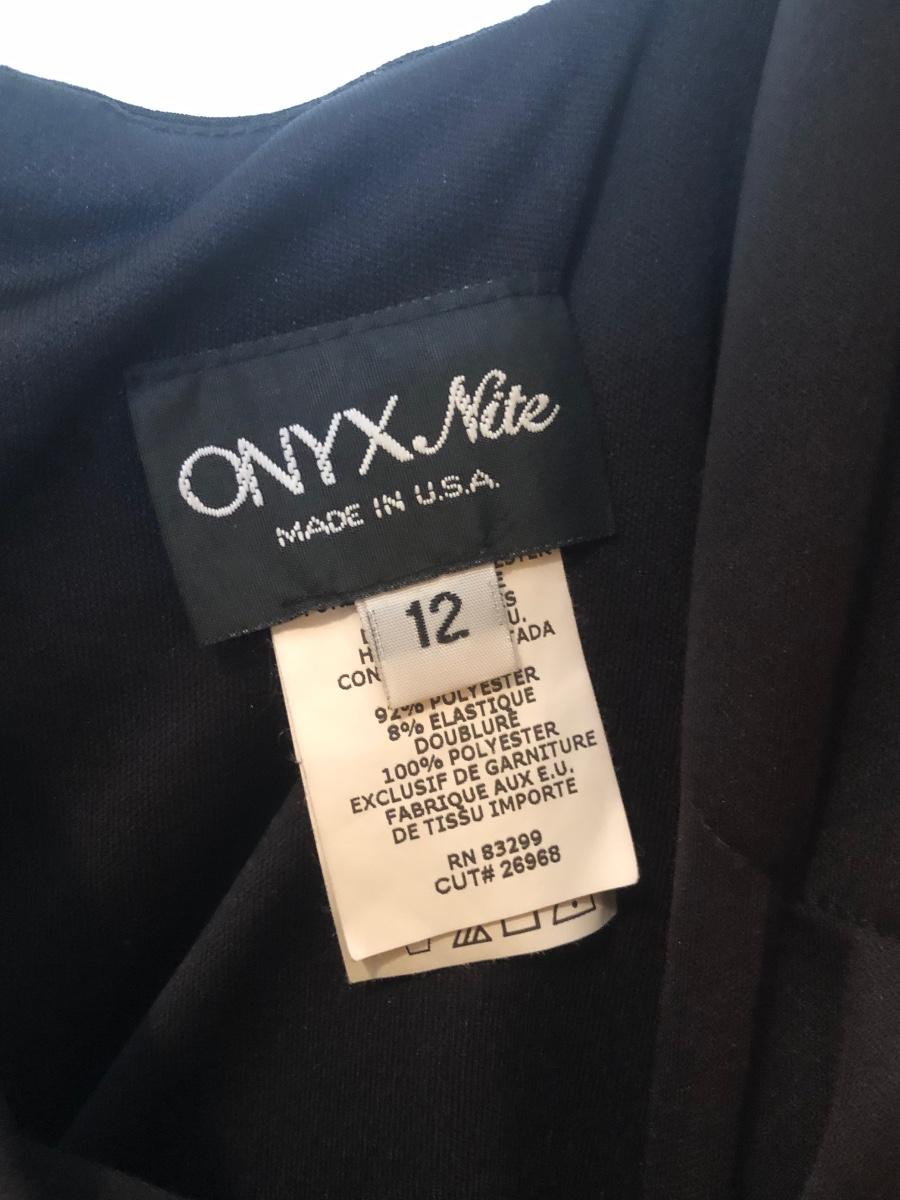 ONYX Nite
MADE IN U.S.A.
12
U.
TADA
CON
92% POLYESTER
8% ELASTIQUE
DOUBLURE
100% POLYESTER
EXCLUSIF DE GARNITURE
FABRIQUE AUX E.U.
DE TISSU IMPORTE
RN 83299
CUT# 26968